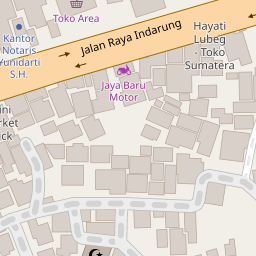 Toko Area
Kantor
Notaris
Yunidarti
S.H.
Jalan Raya Indarung
Hayati
Lubeg
- Toko
Sumatera
Jaya Baru
Motor